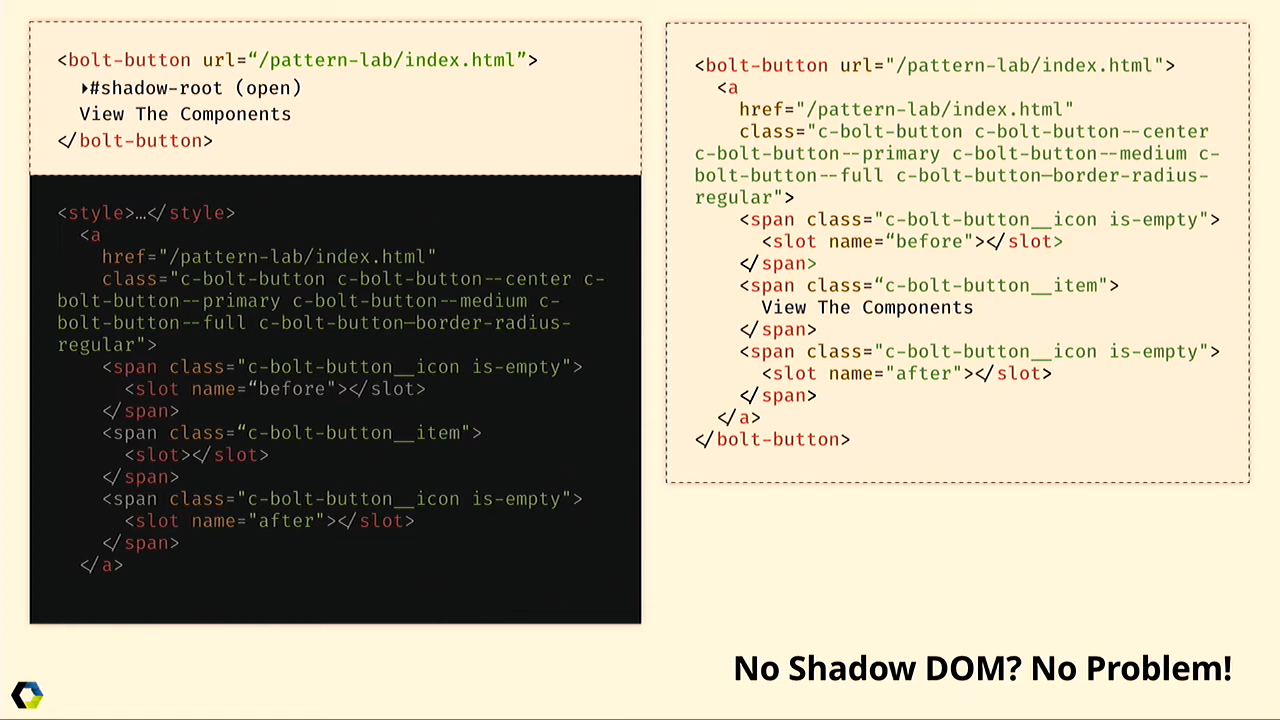 <bolt-button url=“/pattern-lab/index.html”>
▸#shadow-root (open)
View The Components
</bolt-button>
<style>…</style>
<a
href="/pattern-lab/index.html"
class="c-bolt-button c-bolt-button--center c-
bolt-button--primary c-bolt-button--medium c-
bolt-button--full c-bolt-button—border-radius-
regular">
<span class="c-bolt-button__icon is-empty">
<slot name=“before"></slot>
</span>
<span class=“c-bolt-button__item">
<slot></slot>
</span>
<span class="c-bolt-button__icon is-empty">
<slot name="after"></slot>
</span>
</a>
<bolt-button url="/pattern-lab/index.html">
<a
href="/pattern-lab/index.html"
class="c-bolt-button c-bolt-button--center
c-bolt-button--primary c-bolt-button--medium c-
bolt-button--full c-bolt-button—border-radius-
regular">
<span class="c-bolt-button__icon is-empty">
<slot name=“before"></slot>
</span>
<span class=“c-bolt-button__item">
View The Components
</span>
<span class="c-bolt-button__icon is-empty">
<slot name="after"></slot>
</span>
</a>
</bolt-button>
No Shadow DOM? No Problem!